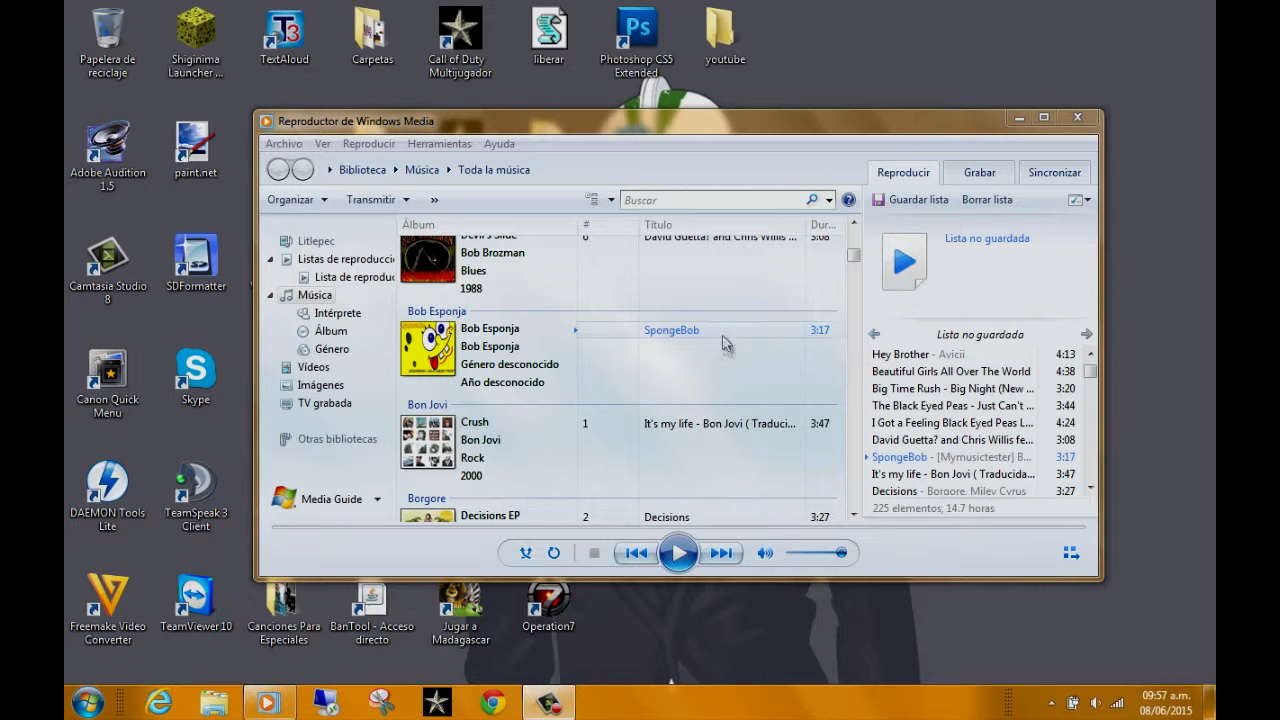 Papelera de
reciclaje
Shiginima
Launcher ...
TextAloud
Carpetas
Call of Duty
Multijugador
liberar
Photoshop CS5
Extended
youtube
Adobe Audition
1.5
paint.net
Camtasia Studio
8
SDFormatter
Canon Quick
Menu
Skype
DAEMON Tools
Lite
TeamSpeak 3
Client
Freemake Video
Converter
TeamViewer 10
Canciones Para
Especiales
BanTool - Acceso
directo
Jugar a
Madagascar
Operation7
Reproductor de Windows Media
Archivo Ver Reproducir Herramientas Ayuda
Biblioteca Música Toda la música
Reproducir Grabar Sincronizar
Organizar Transmitir » Buscar
Guardar lista Borrar lista
Álbum # Título Dur...
Litlepec
Listas de reproducci
Lista de reproduc
Música
Intérprete
Álbum
Género
Vídeos
Imágenes
TV grabada
Otras bibliotecas
Media Guide
Devil's Slide 6 David Guetta? and Chris Willis ... 3:08
Bob Brozman
Blues
1988
Bob Esponja
Bob Esponja SpongeBob 3:17
Bob Esponja
Género desconocido
Año desconocido
Bon Jovi
Crush 1 It's my life - Bon Jovi ( Traduci... 3:47
Bon Jovi
Rock
2000
Borgore
Decisions EP 2 Decisions 3:27
Lista no guardada
Lista no guardada
Hey Brother - Avicii 4:13
Beautiful Girls All Over The World 4:38
Big Time Rush - Big Night (New ... 3:20
The Black Eyed Peas - Just Can't ... 3:44
I Got a Feeling Black Eyed Peas L... 4:24
David Guetta? and Chris Willis fe... 3:08
SpongeBob - [Mymusictester] B... 3:17
It's my life - Bon Jovi ( Traducida... 3:47
Decisions - Borgore, Miley Cyrus 3:27
225 elementos, 14.7 horas
09:57 a.m.
08/06/2015